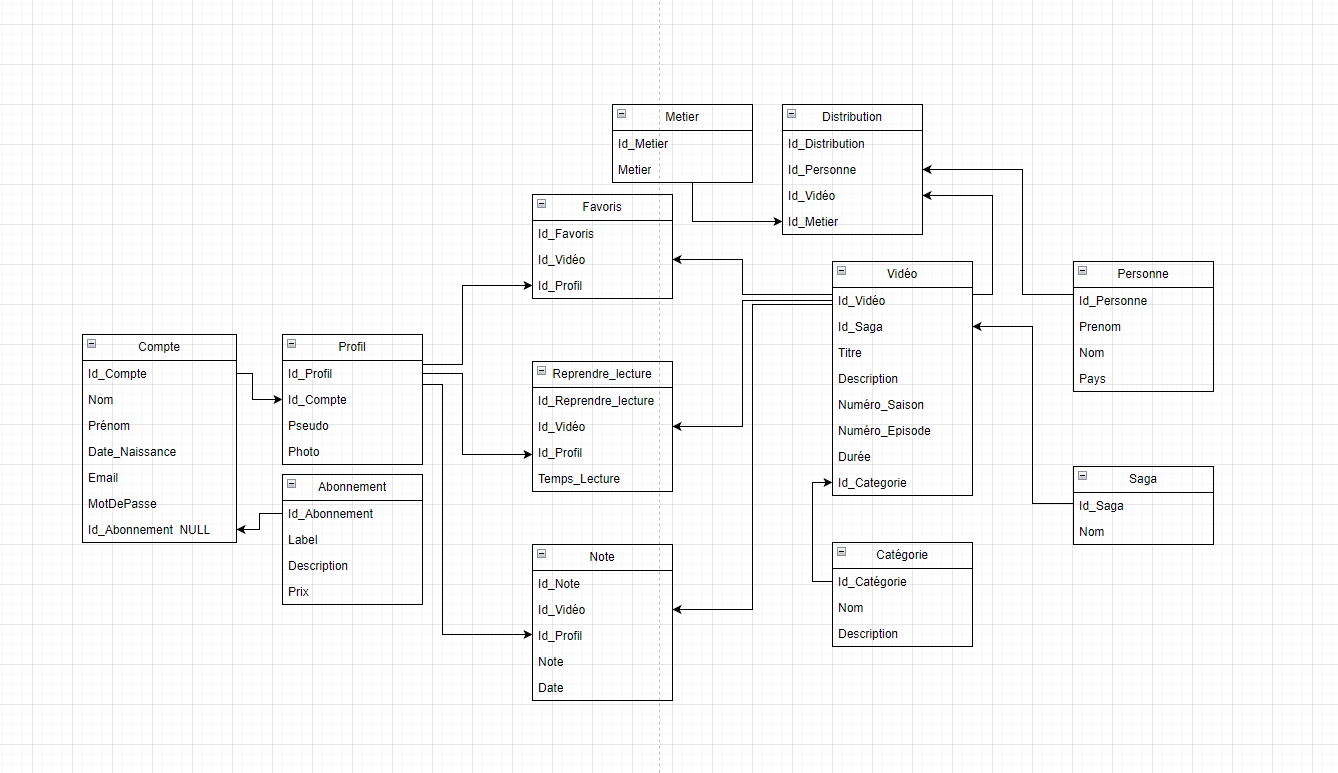 Metier
Id_Metier
Metier
Distribution
Id_Distribution
Id_Personne
Id_Vidéo
Id_Metier
Favoris
Id_Favoris
Id_Vidéo
Id_Profil
Vidéo
Id_Vidéo
Id_Saga
Titre
Description
Numéro_Saison
Numéro_Episode
Durée
Id_Categorie
Personne
Id_Personne
Prenom
Nom
Pays
Compte
Id_Compte
Nom
Prénom
Date_Naissance
Email
MotDePasse
Id_Abonnement NULL
Profil
Id_Profil
Id_Compte
Pseudo
Photo
Reprendre_lecture
Id_Reprendre_lecture
Id_Vidéo
Id_Profil
Temps_Lecture
Abonnement
Id_Abonnement
Label
Description
Prix
Saga
Id_Saga
Nom
Note
Id_Note
Id_Vidéo
Id_Profil
Note
Date
Catégorie
Id_Catégorie
Nom
Description